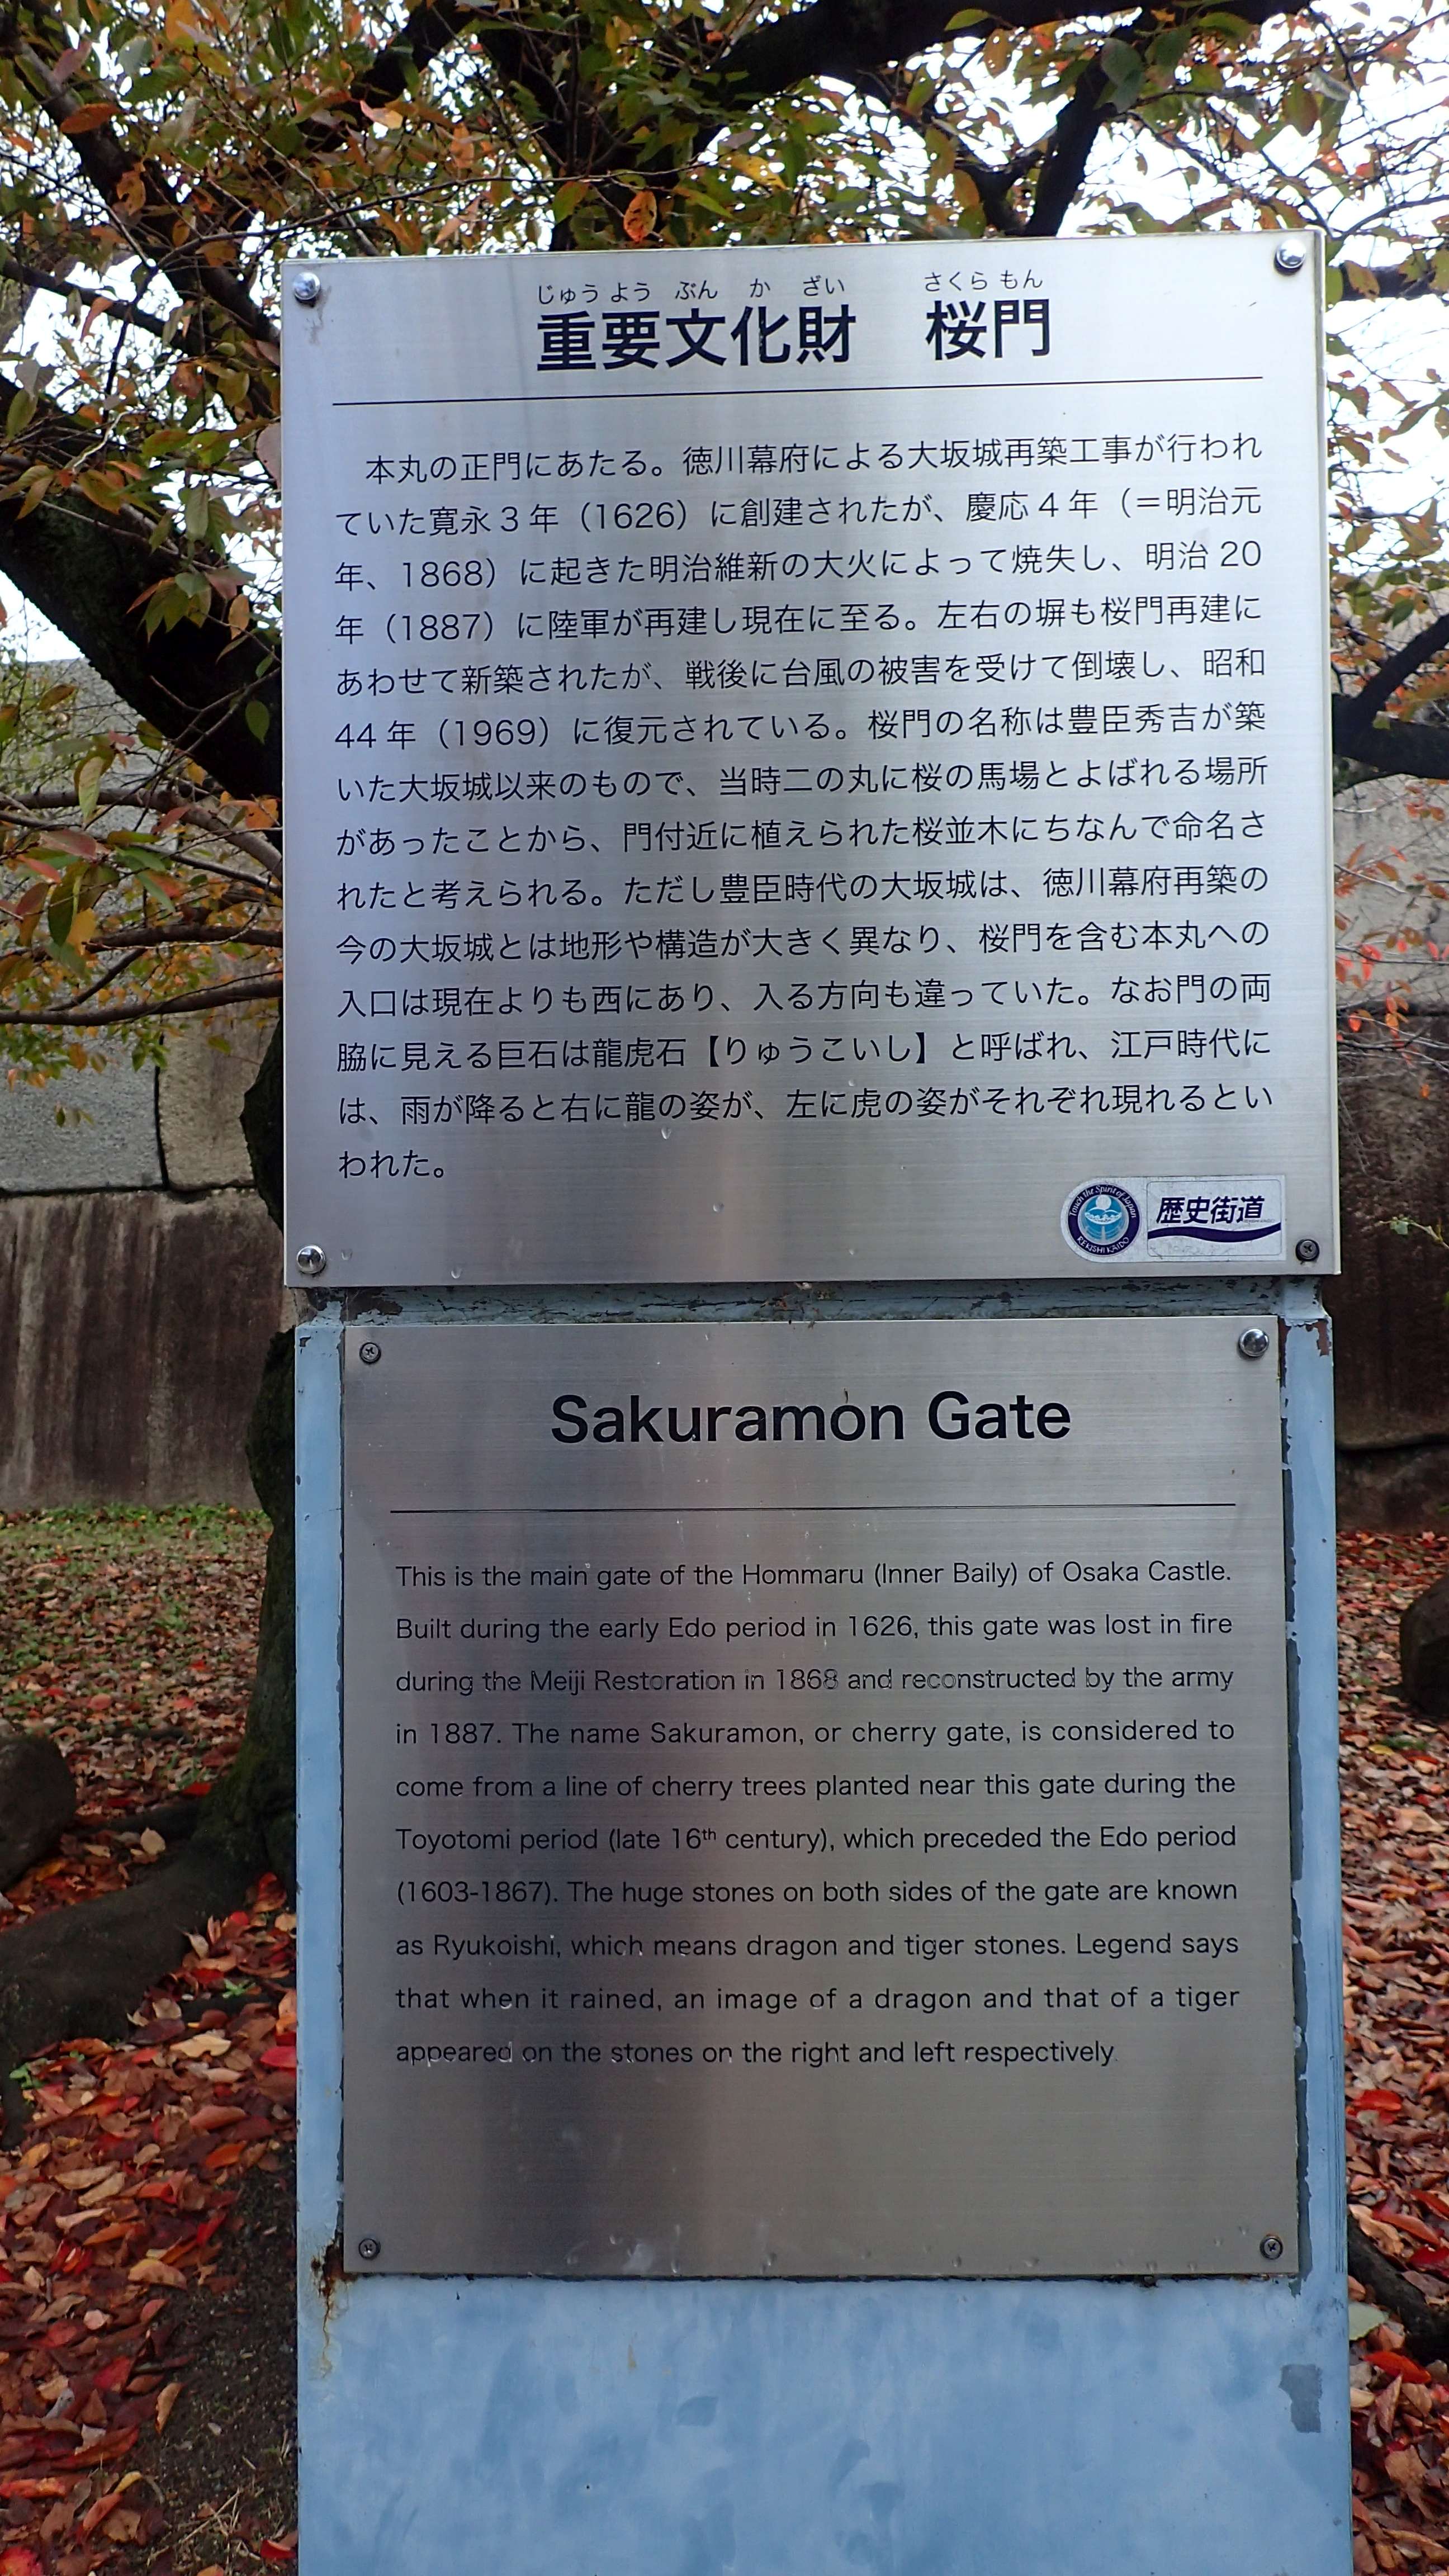 じゅう よう ぶん か ざい さくら もん
重要文化財 桜門
本丸の正門にあたる。徳川幕府による大坂城再築工事が行われ
ていた寛永3年（1626）に創建されたが、慶応4年（＝明治元
年、1868）に起きた明治維新の大火によって焼失し、明治20
年（1887）に陸軍が再建し現在に至る。左右の塀も桜門再建に
あわせて新築されたが、戦後に台風の被害を受けて倒壊し、昭和
44年（1969）に復元されている。桜門の名称は豊臣秀吉が築
いた大坂城以来のもので、当時二の丸に桜の馬場とよばれる場所
があったことから、門付近に植えられた桜並木にちなんで命名さ
れたと考えられる。ただし豊臣時代の大坂城は、徳川幕府再築の
今の大坂城とは地形や構造が大きく異なり、桜門を含む本丸への
入口は現在よりも西にあり、入る方向も違っていた。なお門の両
脇に見える巨石は龍虎石【りゅうこいし】と呼ばれ、江戸時代に
は、雨が降ると右に龍の姿が、左に虎の姿がそれぞれ現れるとい
われた。
Touch the Spirit of Japan
REKISHI KAIDO
歴史街道
Sakuramon Gate
This is the main gate of the Hommaru (Inner Baily) of Osaka Castle.
Built during the early Edo period in 1626, this gate was lost in fire
during the Meiji Restoration in 1868 and reconstructed by the army
in 1887. The name Sakuramon, or cherry gate, is considered to
come from a line of cherry trees planted near this gate during the
Toyotomi period (late 16th century), which preceded the Edo period
(1603-1867). The huge stones on both sides of the gate are known
as Ryukoishi, which means dragon and tiger stones. Legend says
that when it rained, an image of a dragon and that of a tiger
appeared on the stones on the right and left respectively.